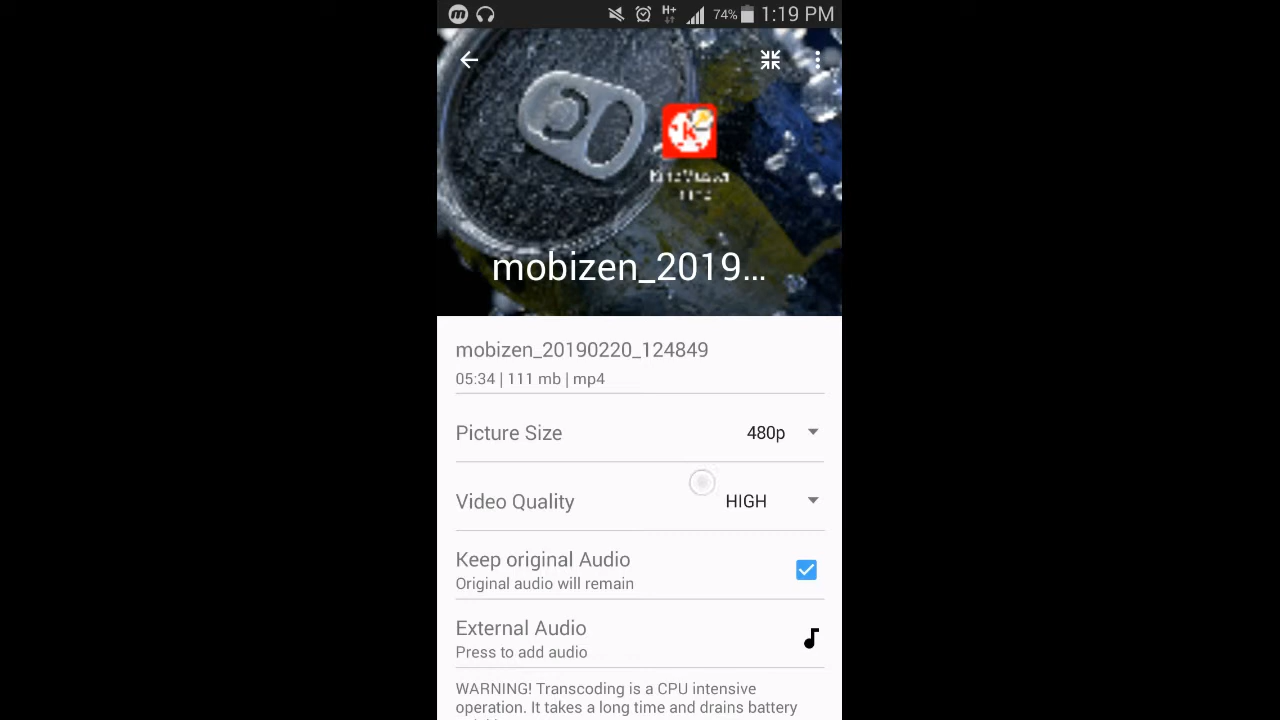 H+
74%
1:19 PM
mobizen_2019...
mobizen_20190220_124849
05:34 | 111 mb | mp4
Picture Size
480p
Video Quality
HIGH
Keep original Audio
Original audio will remain
External Audio
Press to add audio
WARNING! Transcoding is a CPU intensive
operation. It takes a long time and drains battery